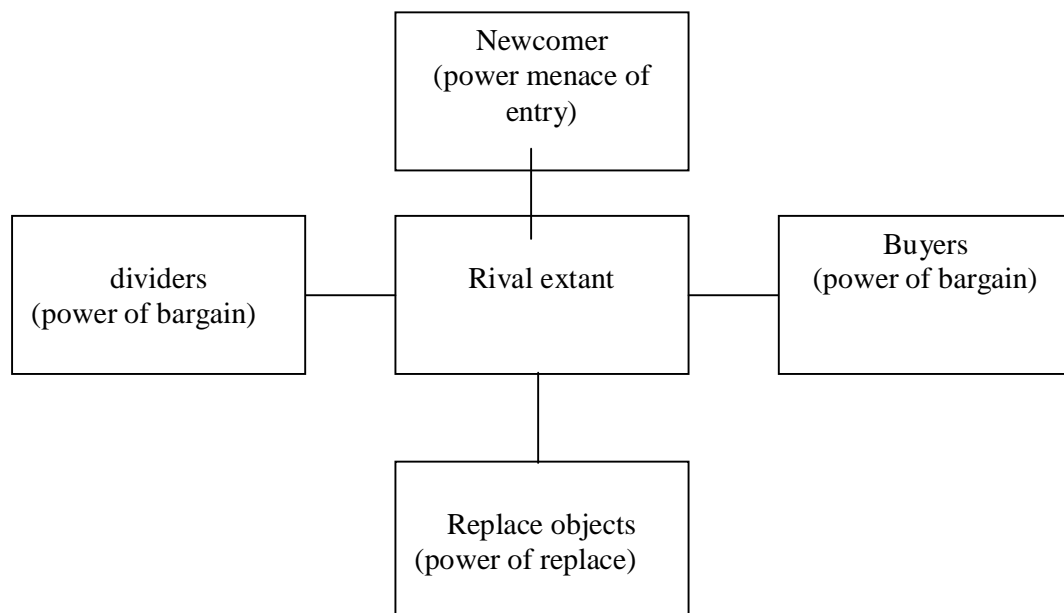 Newcomer
(power menace of
entry)
dividers
(power of bargain)
Rival extant
Buyers
(power of bargain)
Replace objects
(power of replace)